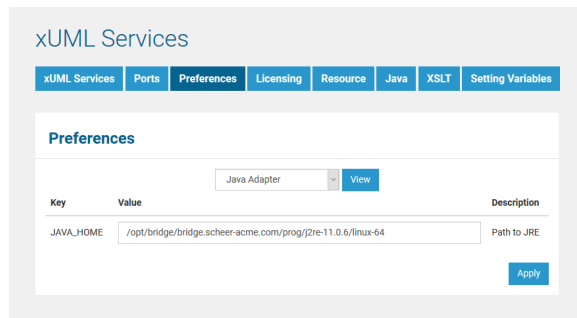 xUML Services
xUML Services Ports Preferences Licensing Resource Java XSLT Setting Variables
Preferences
Java Adapter View
Key Value Description
JAVA_HOME /opt/bridge/bridge.scheer-acme.com/prog/j2re-11.0.6/linux-64 Path to JRE
Apply